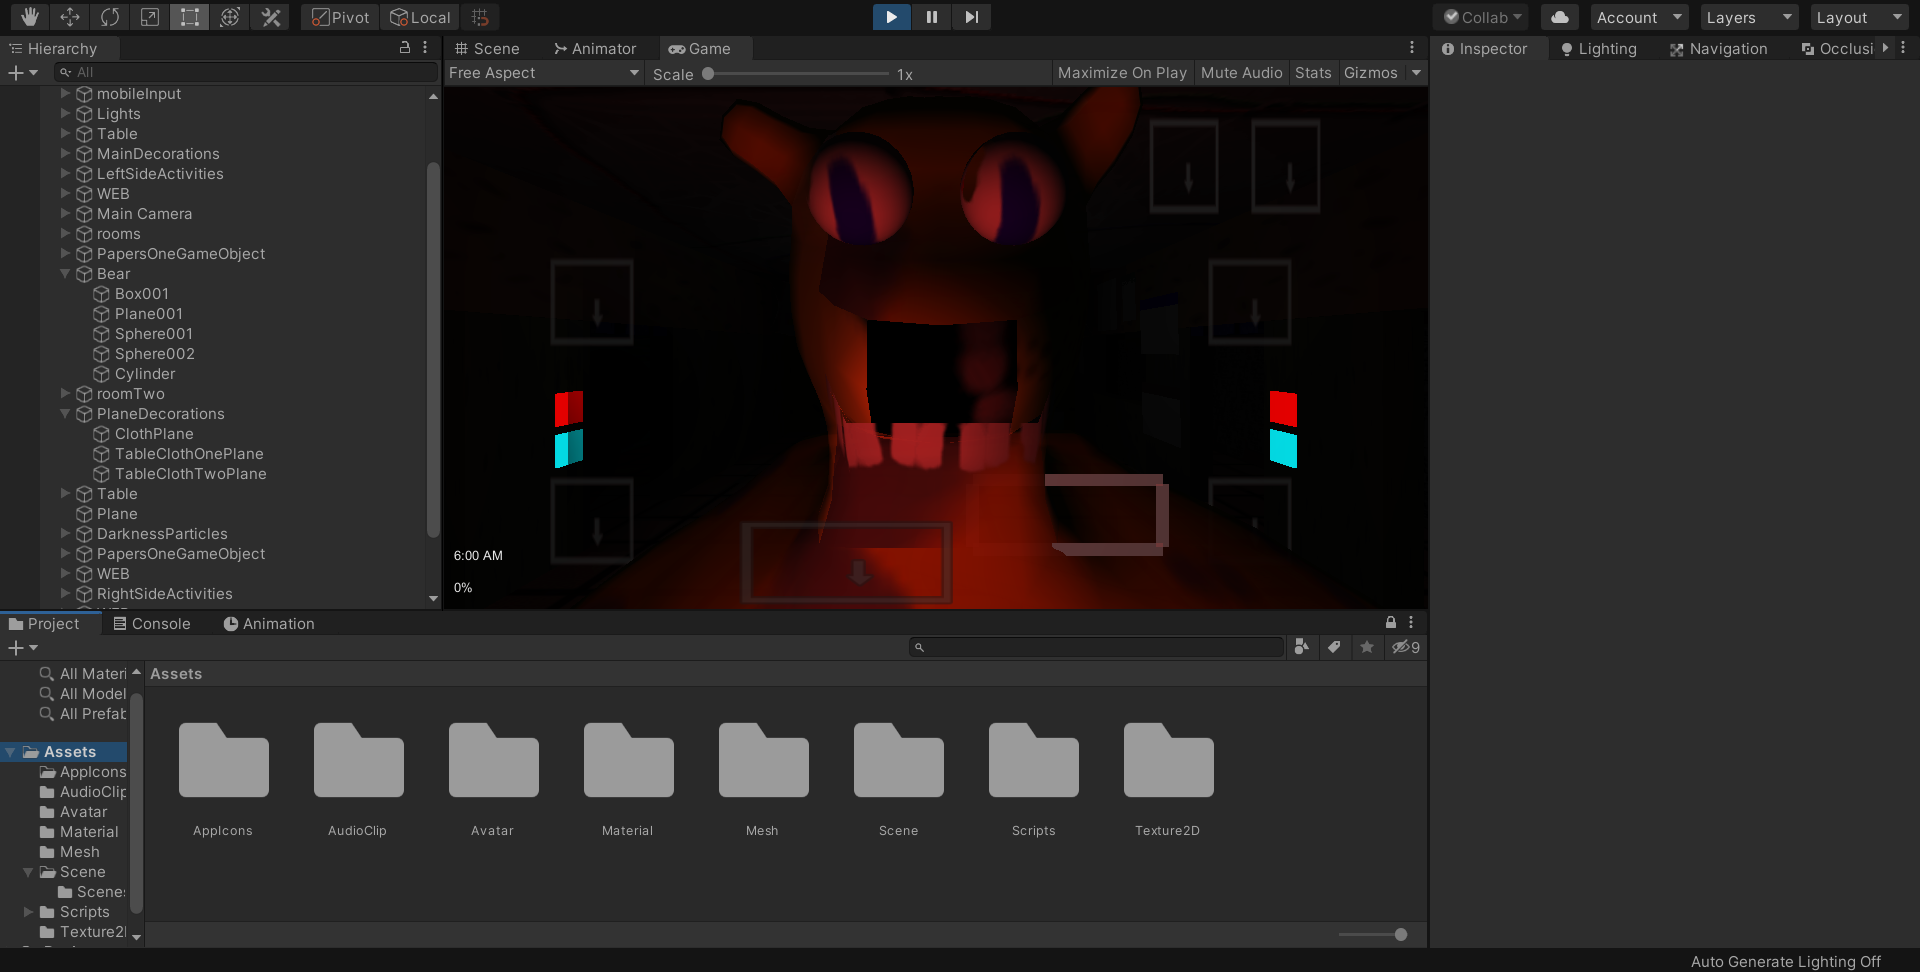 Pivot Local Collab Account Layers Layout
Hierarchy
All
mobileInput
Lights
Table
MainDecorations
LeftSideActivities
WEB
Main Camera
rooms
PapersOneGameObject
Bear
Box001
Plane001
Sphere001
Sphere002
Cylinder
roomTwo
PlaneDecorations
ClothPlane
TableClothOnePlane
TableClothTwoPlane
Table
Plane
DarknessParticles
PapersOneGameObject
WEB
RightSideActivities
Scene Animator Game
Free Aspect Scale 1x Maximize On Play Mute Audio Stats Gizmos
6:00 AM
0%
Inspector Lighting Navigation Occlusi
Project Console Animation
9
All Materi
All Model
All Prefab
Assets
AppIcons
AudioClip
Avatar
Material
Mesh
Scene
Scenes
Scripts
Texture2
Assets
AppIcons AudioClip Avatar Material Mesh Scene Scripts Texture2D
Auto Generate Lighting Off